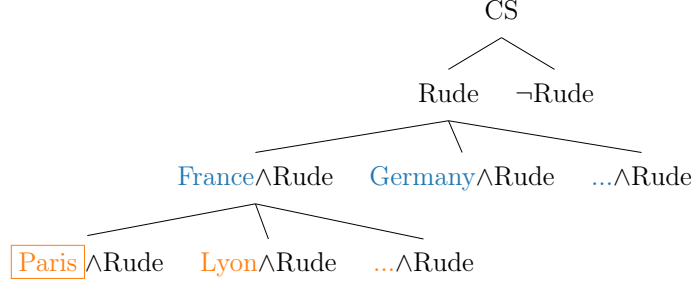 CS
Rude ¬Rude
France∧Rude Germany∧Rude ...∧Rude
Paris∧Rude Lyon∧Rude ...∧Rude